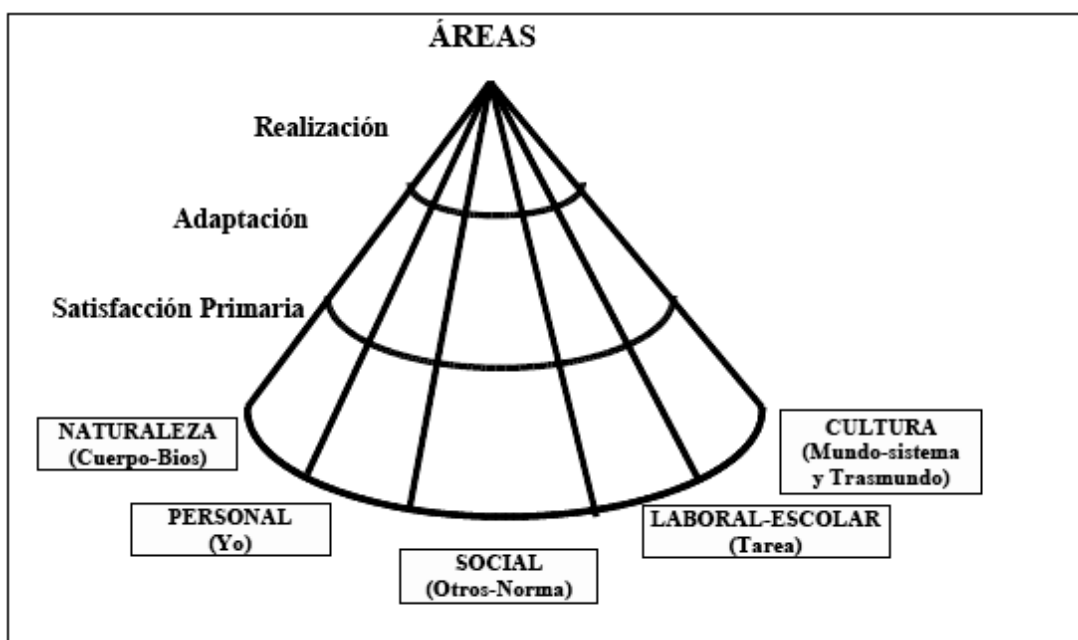 ÁREAS
Realización
Adaptación
Satisfacción Primaria
NATURALEZA
(Cuerpo-Bios)
PERSONAL
(Yo)
SOCIAL
(Otros-Norma)
LABORAL-ESCOLAR
(Tarea)
CULTURA
(Mundo-sistema
y Trasmundo)